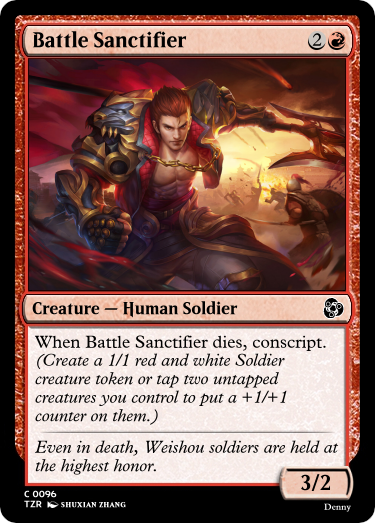 Battle Sanctifier 2
Creature — Human Soldier
When Battle Sanctifier dies, conscript.
(Create a 1/1 red and white Soldier
creature token or tap two untapped
creatures you control to put a +1/+1
counter on them.)
Even in death, Weishou soldiers are held at
the highest honor.
3/2
C 0096
TZR SHUXIAN ZHANG
Denny